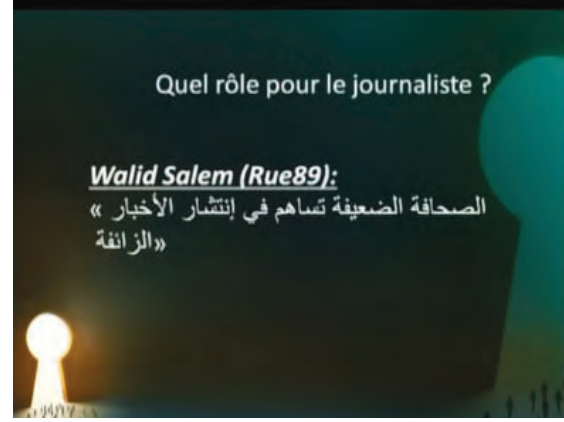 Quel rôle pour le journaliste ?
Walid Salem (Rue89):
الصحافة الضعيفة تساهم في إنتشار الأخبار »
«الزائفة